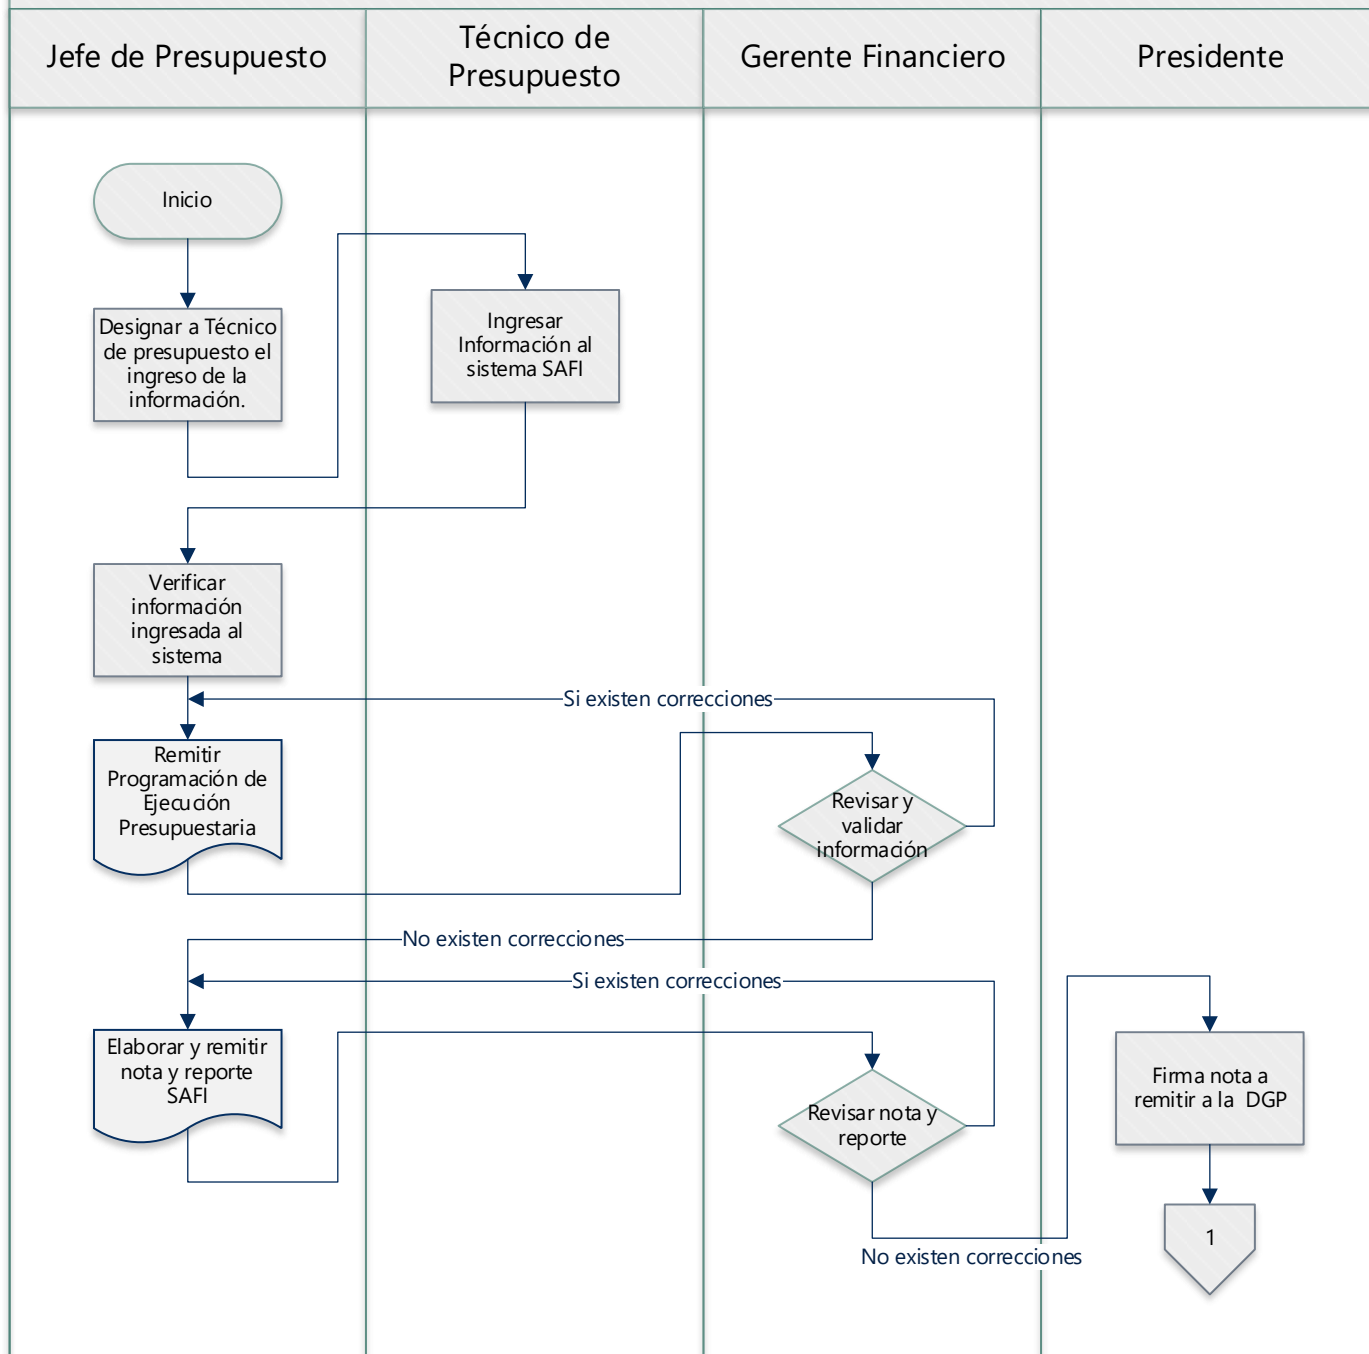 Jefe de Presupuesto
Técnico de
Presupuesto
Gerente Financiero
Presidente
Inicio
Designar a Técnico
de presupuesto el
ingreso de la
información.
Ingresar
Información al
sistema SAFI
Verificar
información
ingresada al
sistema
Si existen correcciones
Remitir
Programación de
Ejecución
Presupuestaria
Revisar y
validar
información
No existen correcciones
Si existen correcciones
Elaborar y remitir
nota y reporte
SAFI
Revisar nota y
reporte
Firma nota a
remitir a la DGP
No existen correcciones
1